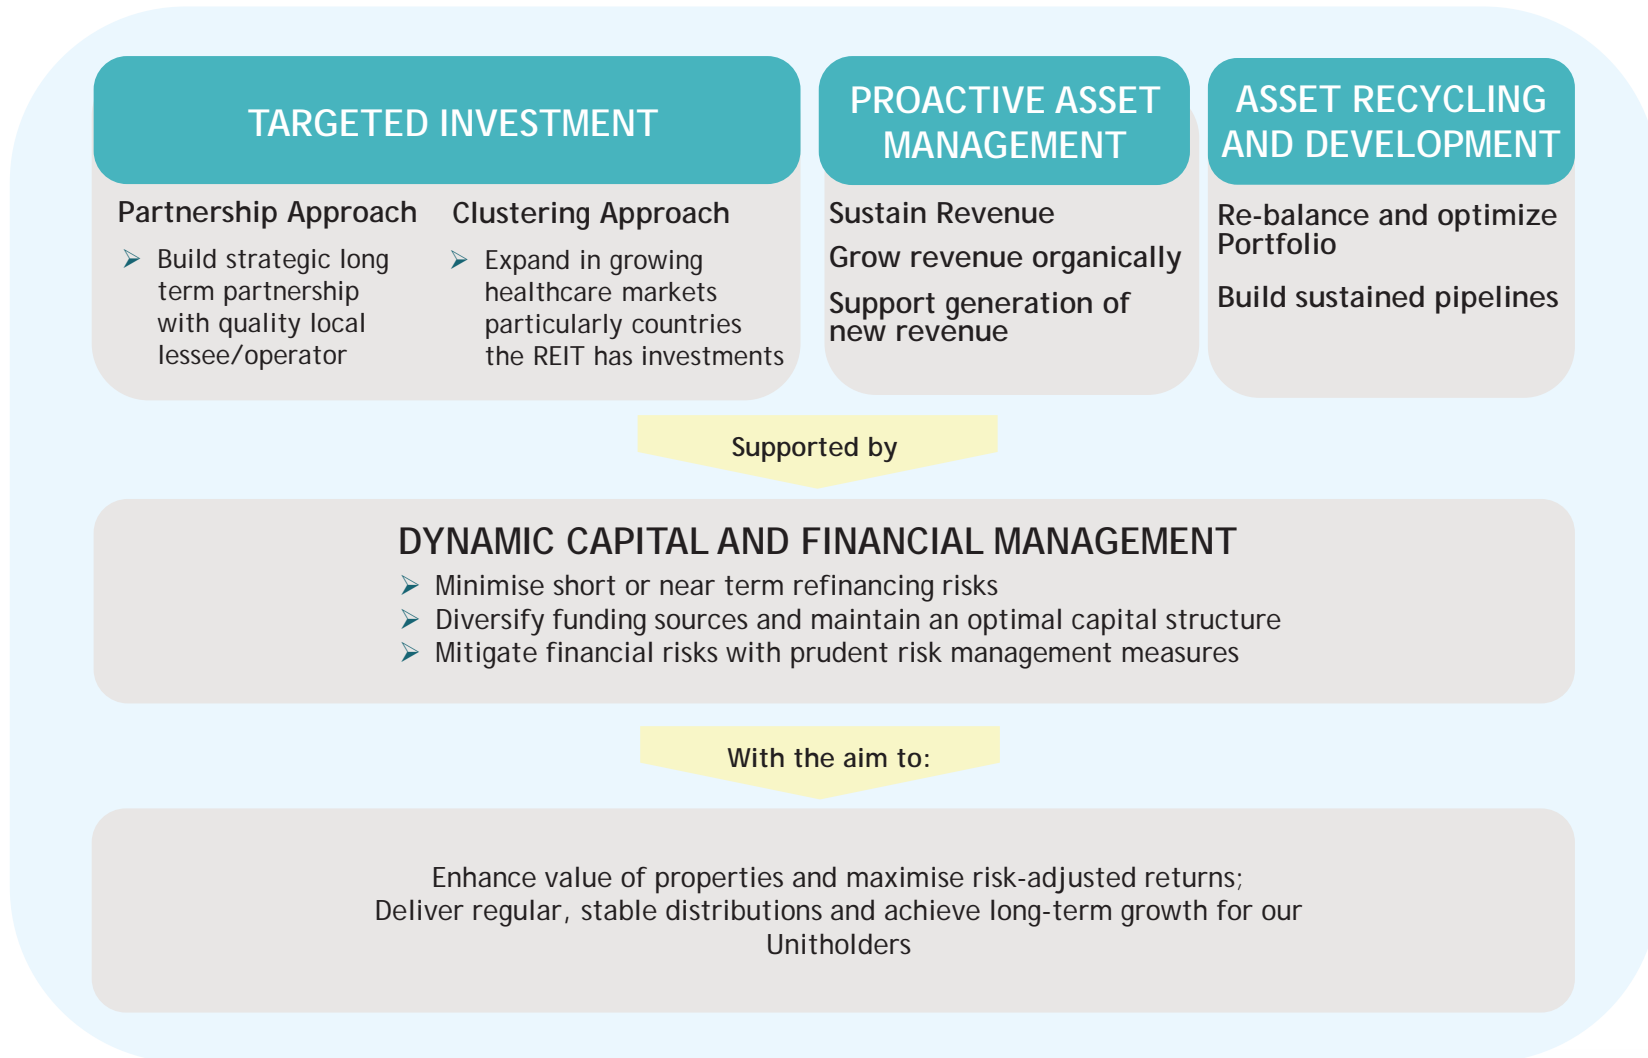 TARGETED INVESTMENT
Partnership Approach
➢ Build strategic long
term partnership
with quality local
lessee/operator
Clustering Approach
➢ Expand in growing
healthcare markets
particularly countries
the REIT has investments
PROACTIVE ASSET
MANAGEMENT
Sustain Revenue
Grow revenue organically
Support generation of
new revenue
ASSET RECYCLING
AND DEVELOPMENT
Re-balance and optimize
Portfolio
Build sustained pipelines
Supported by
DYNAMIC CAPITAL AND FINANCIAL MANAGEMENT
➢ Minimise short or near term refinancing risks
➢ Diversify funding sources and maintain an optimal capital structure
➢ Mitigate financial risks with prudent risk management measures
With the aim to:
Enhance value of properties and maximise risk-adjusted returns;
Deliver regular, stable distributions and achieve long-term growth for our
Unitholders